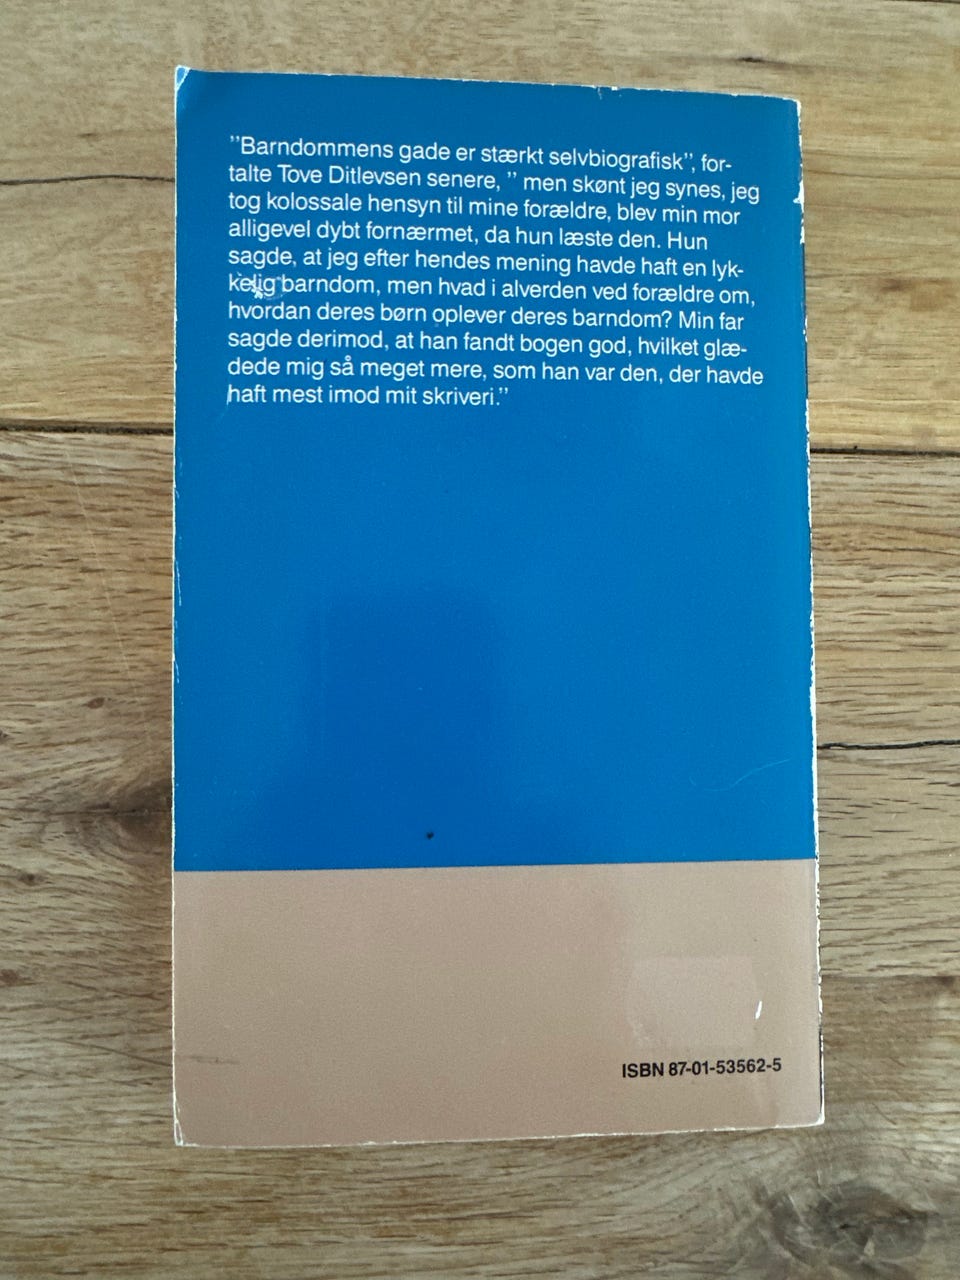 ”Barndommens gade er stærkt selvbiografisk”, for-
talte Tove Ditlevsen senere, ” men skønt jeg synes, jeg
tog kolossale hensyn til mine forældre, blev min mor
alligevel dybt fornærmet, da hun læste den. Hun
sagde, at jeg efter hendes mening havde haft en lyk-
kelig barndom, men hvad i alverden ved forældre om,
hvordan deres børn oplever deres barndom? Min far
sagde derimod, at han fandt bogen god, hvilket glæ-
dede mig så meget mere, som han var den, der havde
haft mest imod mit skriveri.”
ISBN 87-01-53562-5